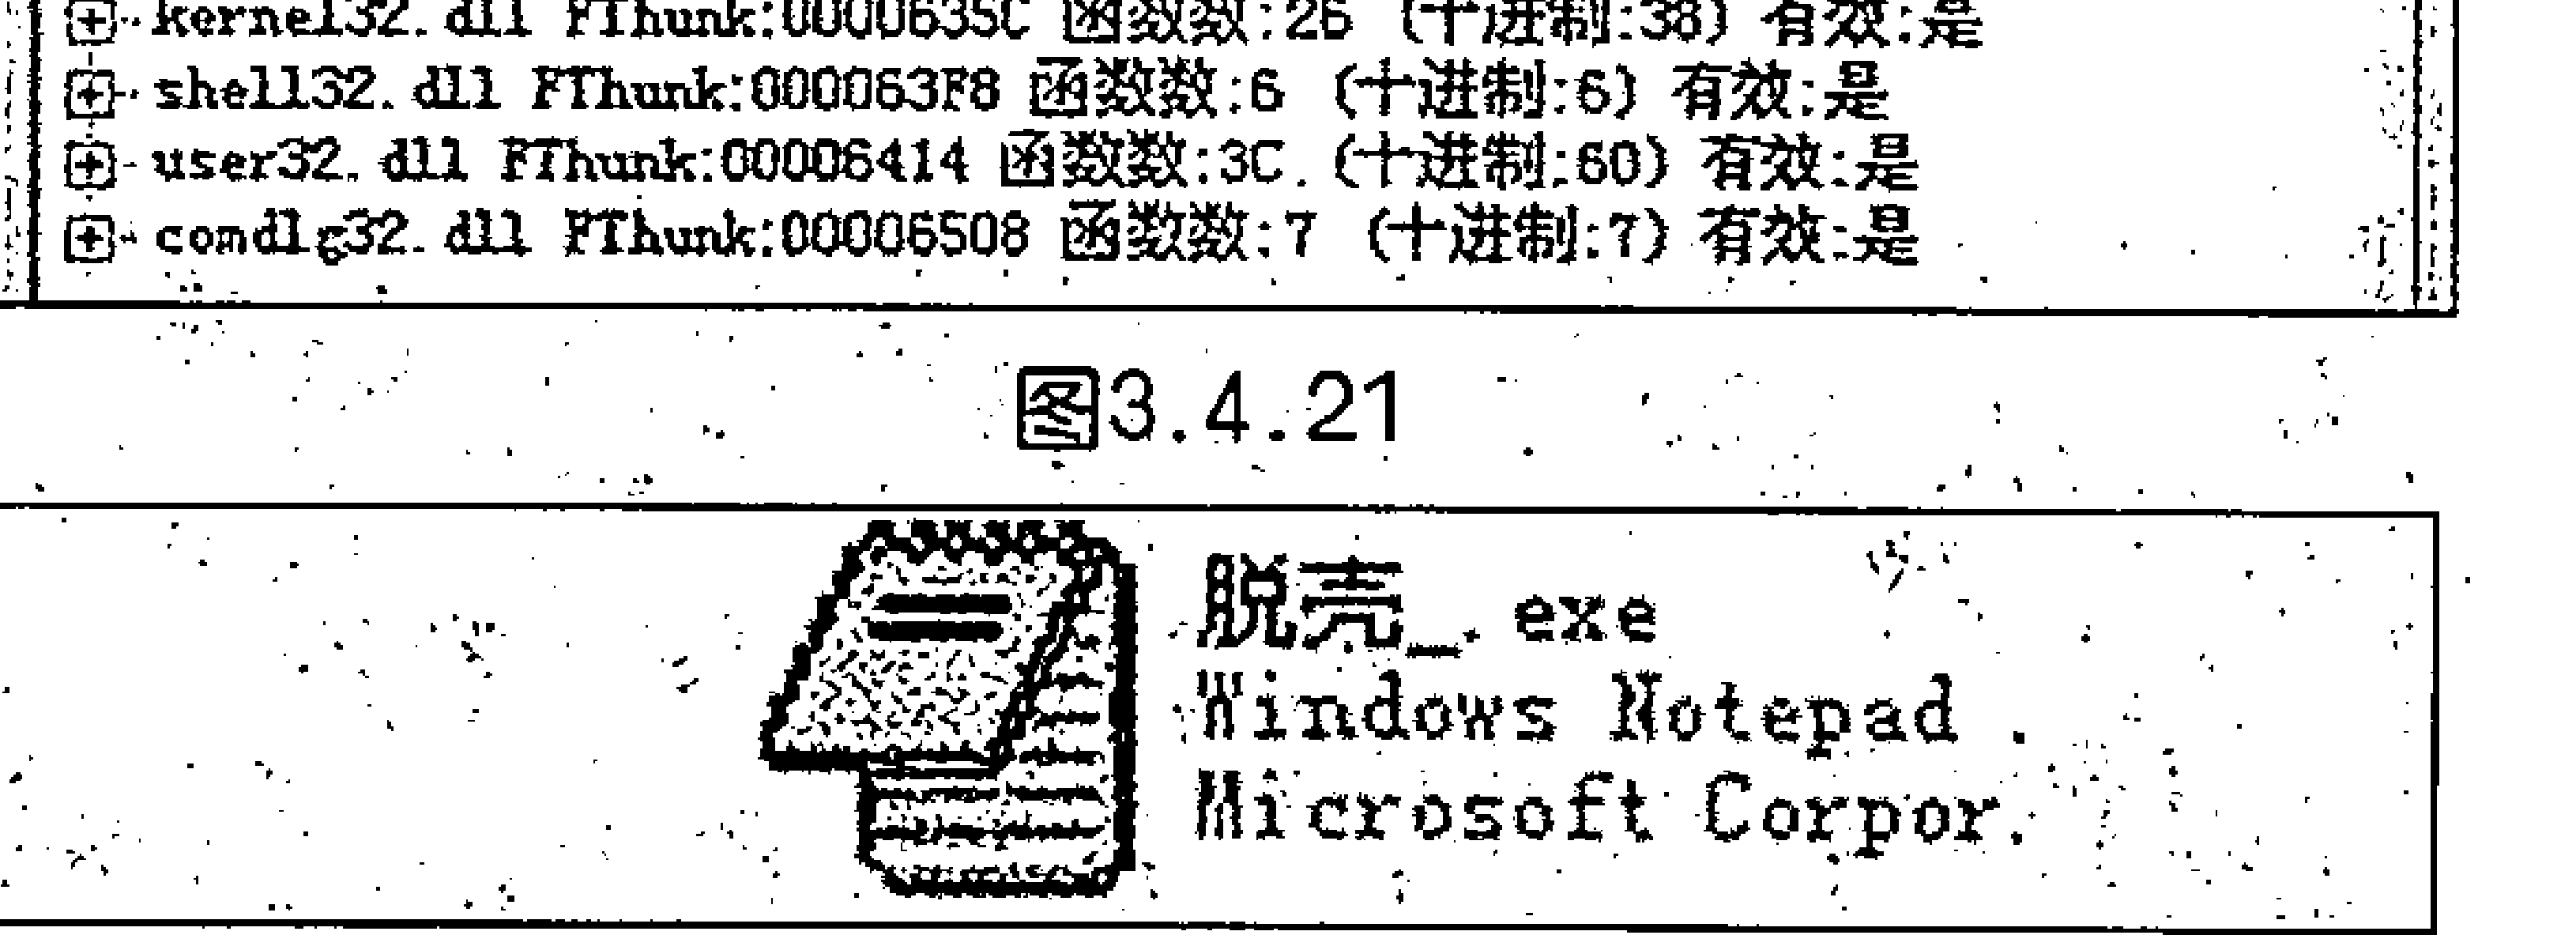 kernel32.dll FThunk:0000635C 函数数:26 (十进制:38) 有效:是
shell32.dll FThunk:000063F8 函数数:6 (十进制:6) 有效:是
user32.dll FThunk:00006414 函数数:3C (十进制:60) 有效:是
comdlg32.dll FThunk:00006508 函数数:7 (十进制:7) 有效:是
图3.4.21
脱壳_.exe
Windows Notepad
Microsoft Corpor.